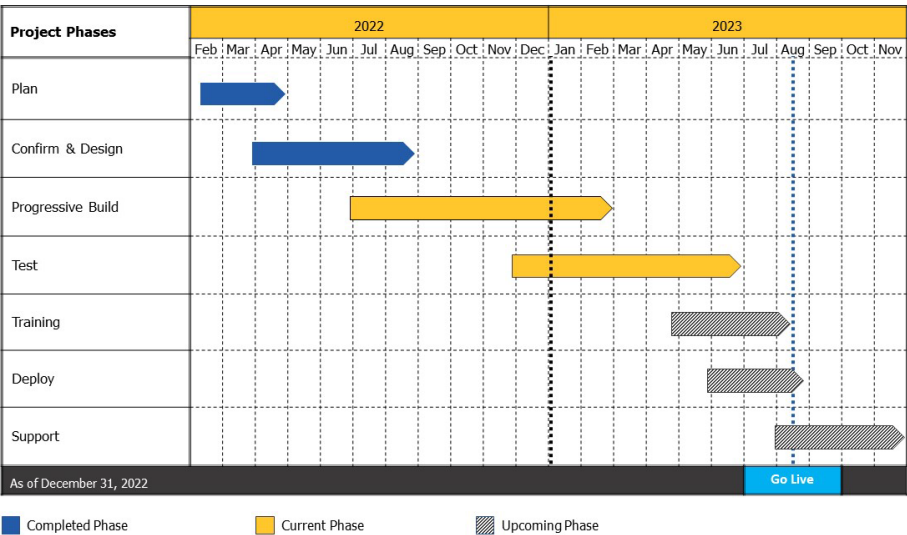 Project Phases
2022
2023
Feb Mar Apr May Jun Jul Aug Sep Oct Nov Dec Jan Feb Mar Apr May Jun Jul Aug Sep Oct Nov
Plan
Confirm & Design
Progressive Build
Test
Training
Deploy
Support
As of December 31, 2022
Go Live
Completed Phase
Current Phase
Upcoming Phase